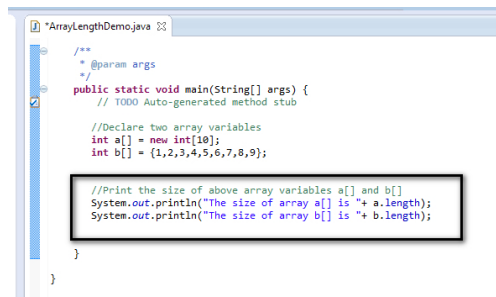 *ArrayLengthDemo.java
/**
* @param args
*/
public static void main(String[] args) {
// TODO Auto-generated method stub
//Declare two array variables
int a[] = new int[10];
int b[] = {1,2,3,4,5,6,7,8,9};
//Print the size of above array variables a[] and b[]
System.out.println("The size of array a[] is "+ a.length);
System.out.println("The size of array b[] is "+ b.length);
}
}